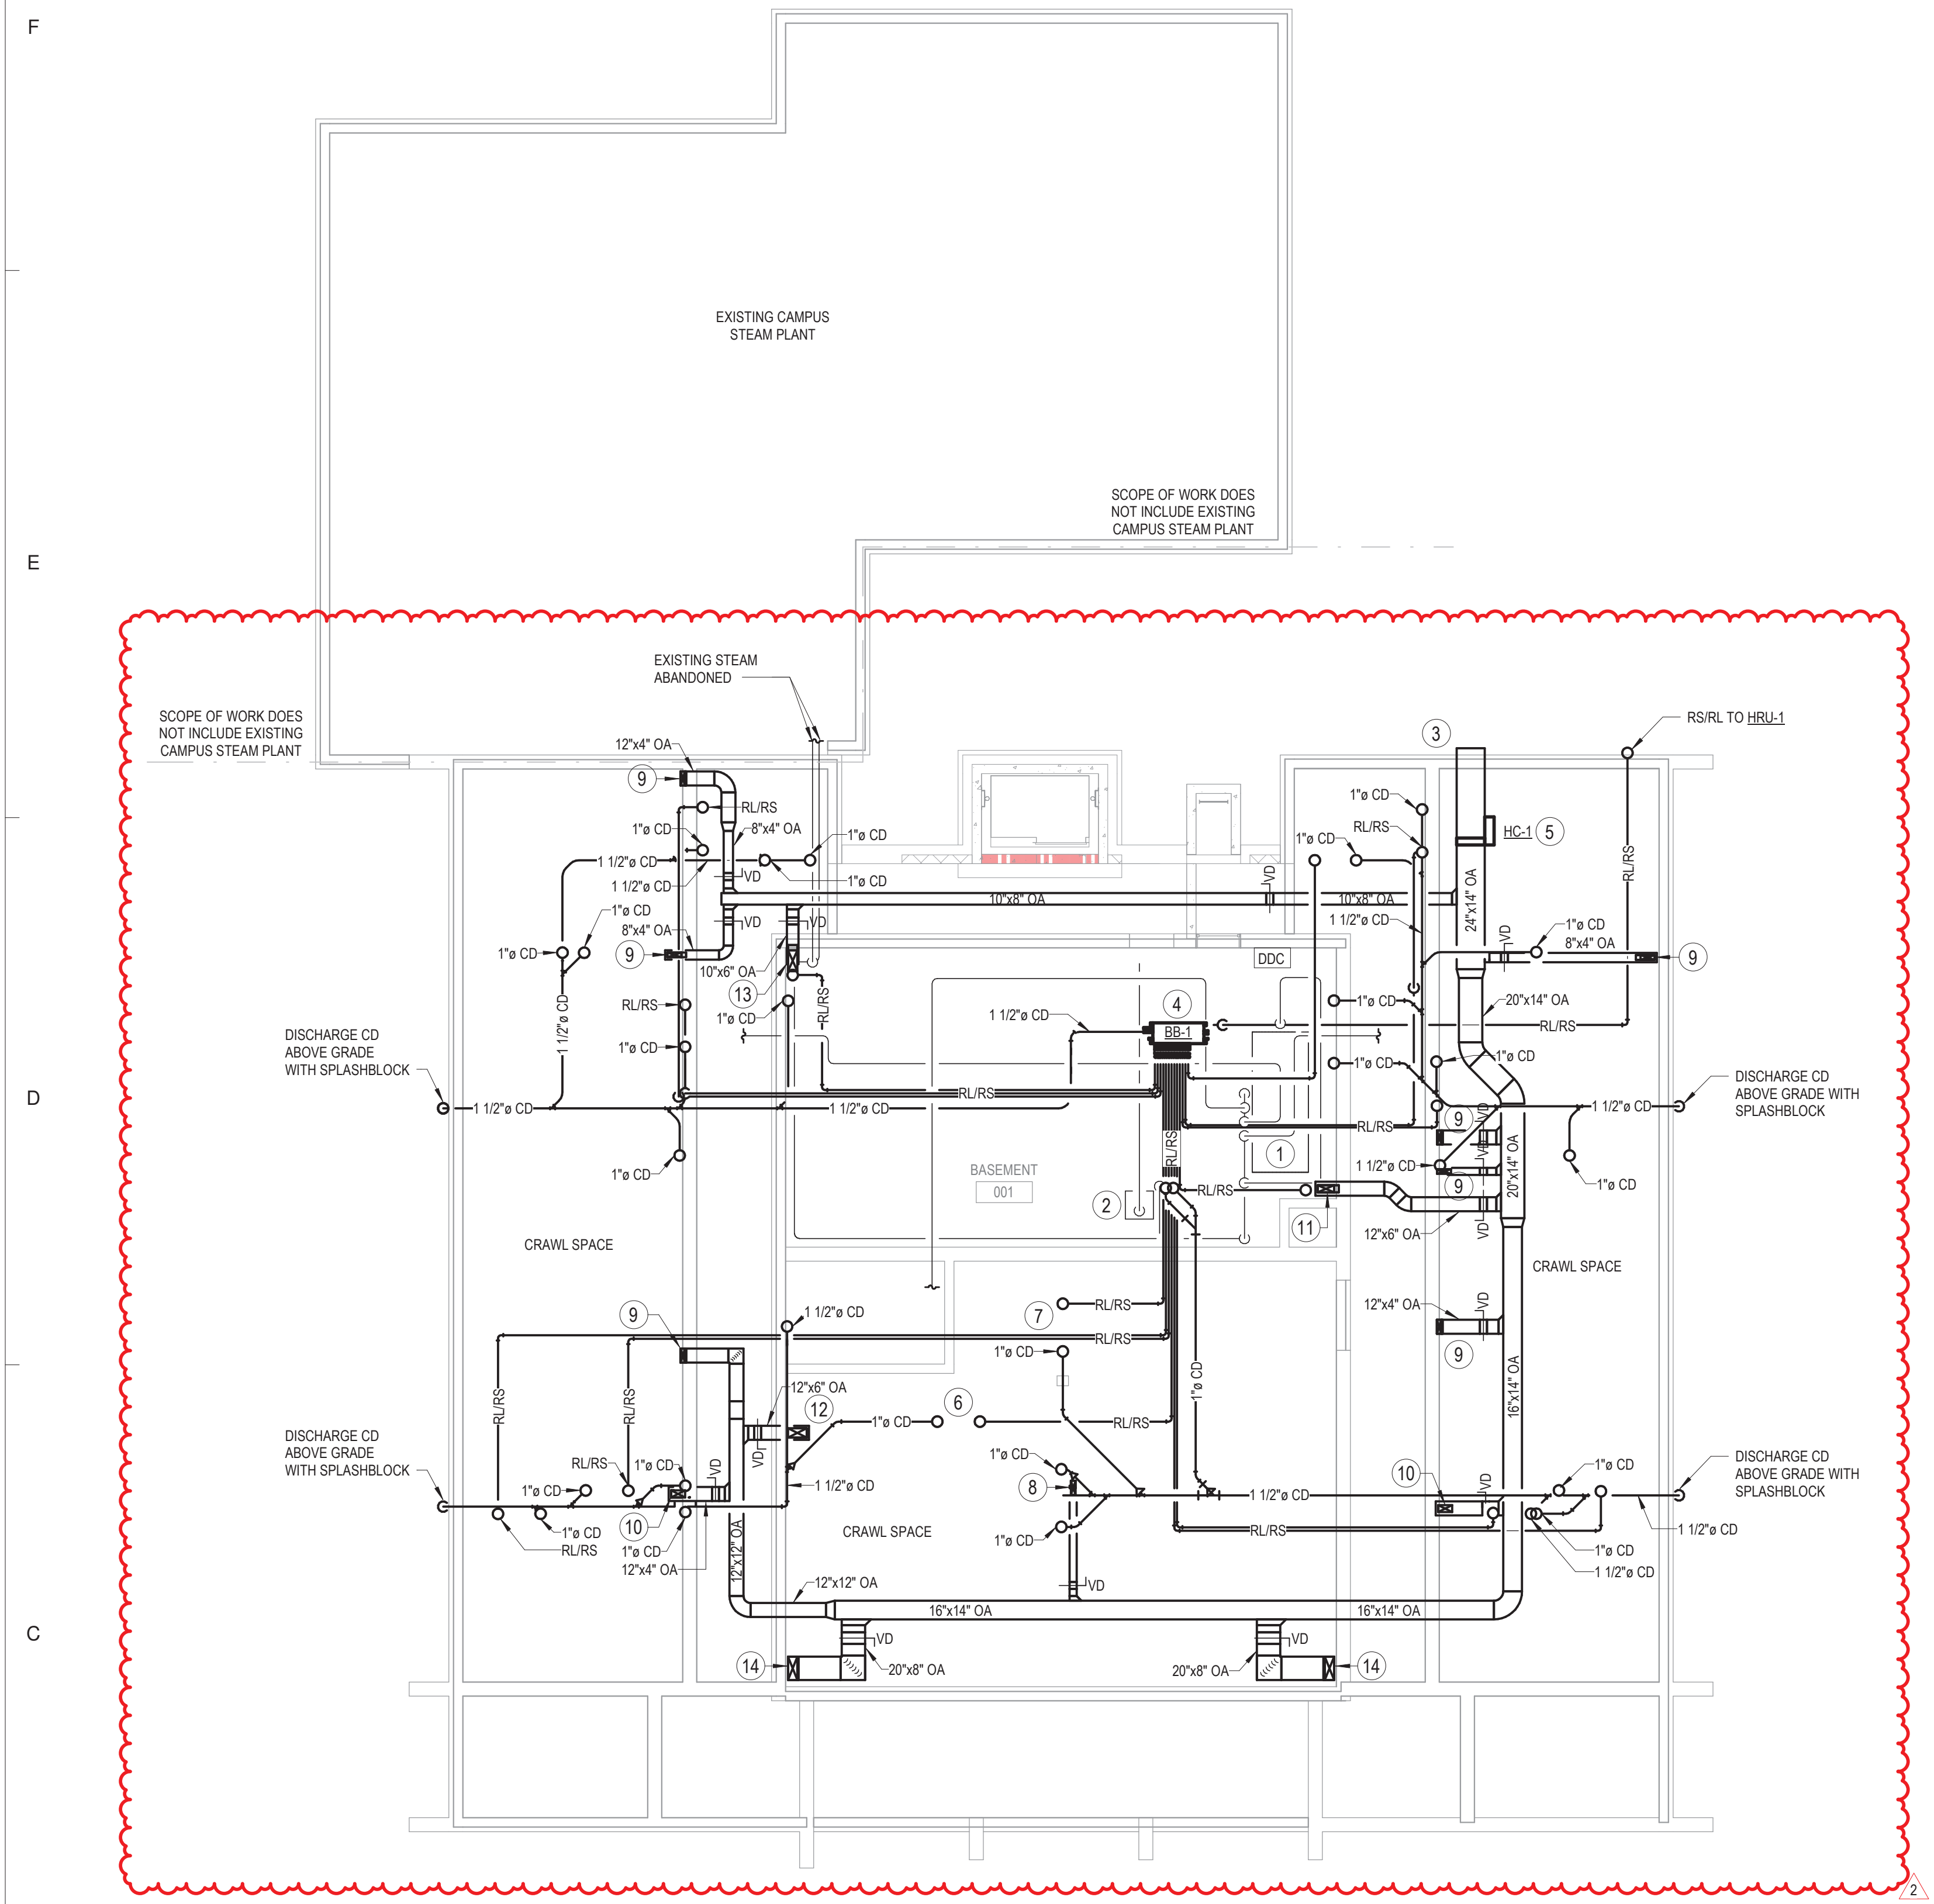 F
EXISTING CAMPUS
STEAM PLANT
SCOPE OF WORK DOES
NOT INCLUDE EXISTING
CAMPUS STEAM PLANT
E
EXISTING STEAM
ABANDONED
SCOPE OF WORK DOES
NOT INCLUDE EXISTING
CAMPUS STEAM PLANT
RS/RL TO HRU-1
3
12"x4" OA
9
RL/RS
1"ø CD
8"x4" OA
1"ø CD
1 1/2"ø CD
1 1/2"ø CD
VD
1"ø CD
1"ø CD
RL/RS
1"ø CD
HC-1
5
RL/RS
10"x8" OA
VD
10"x8" OA
24"x14" OA
1"ø CD
8"x4" OA
VD
VD
1 1/2"ø CD
1"ø CD
8"x4" OA
VD
1"ø CD
9
9
10"x6" OA
13
DDC
RL/RS
1"ø CD
RL/RS
4
1"ø CD
20"x14" OA
1 1/2"ø CD
BB-1
RL/RS
1 1/2"ø CD
1"ø CD
1"ø CD
1"ø CD
DISCHARGE CD
ABOVE GRADE
WITH SPLASHBLOCK
DISCHARGE CD
ABOVE GRADE WITH
SPLASHBLOCK
RL/RS
1 1/2"ø CD
1 1/2"ø CD
1 1/2"ø CD
9
VD
RL/RS
RL/RS
1
D
1"ø CD
BASEMENT
001
1 1/2"ø CD
VD
20"x14" OA
1"ø CD
2
RL/RS
9
11
12"x6" OA
VD
CRAWL SPACE
CRAWL SPACE
9
1 1/2"ø CD
7
RL/RS
12"x4" OA
VD
RL/RS
1"ø CD
9
12"x6" OA
12
RL/RS
RL/RS
1"ø CD
6
RL/RS
1"ø CD
16"x14" OA
DISCHARGE CD
ABOVE GRADE
WITH SPLASHBLOCK
VD
RL/RS
1"ø CD
VD
1"ø CD
1"ø CD
8
1 1/2"ø CD
1 1/2"ø CD
10
VD
1"ø CD
DISCHARGE CD
ABOVE GRADE WITH
SPLASHBLOCK
10
1"ø CD
RL/RS
1"ø CD
12"x4" OA
CRAWL SPACE
1"ø CD
RL/RS
1 1/2"ø CD
1"ø CD
1 1/2"ø CD
12"x12" OA
12"x12" OA
VD
16"x14" OA
16"x14" OA
C
VD
VD
14
20"x8" OA
20"x8" OA
14
2